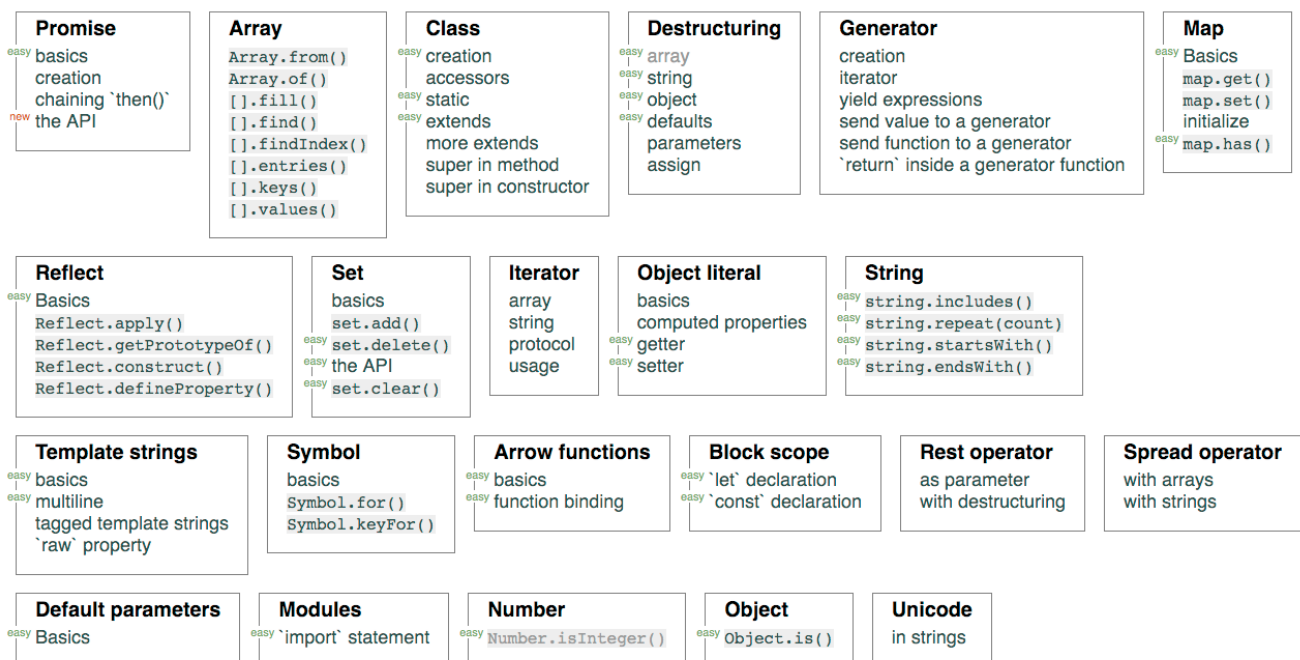 Promise
easy basics
creation
chaining `then()`
new the API
Array
Array.from()
Array.of()
[].fill()
[].find()
[].findIndex()
[].entries()
[].keys()
[].values()
Class
easy creation
accessors
easy static
easy extends
more extends
super in method
super in constructor
Destructuring
easy array
easy string
easy object
easy defaults
parameters
assign
Generator
creation
iterator
yield expressions
send value to a generator
send function to a generator
`return` inside a generator function
Map
easy Basics
map.get()
map.set()
initialize
easy map.has()
Reflect
easy Basics
Reflect.apply()
Reflect.getPrototypeOf()
Reflect.construct()
Reflect.defineProperty()
Set
basics
set.add()
easy set.delete()
easy the API
easy set.clear()
Iterator
array
string
protocol
usage
Object literal
basics
computed properties
easy getter
easy setter
String
easy string.includes()
easy string.repeat(count)
easy string.startsWith()
easy string.endsWith()
Template strings
easy basics
easy multiline
tagged template strings
`raw` property
Symbol
basics
Symbol.for()
Symbol.keyFor()
Arrow functions
easy basics
easy function binding
Block scope
easy `let` declaration
easy `const` declaration
Rest operator
as parameter
with destructuring
Spread operator
with arrays
with strings
Default parameters
easy Basics
Modules
easy `import` statement
Number
easy Number.isInteger()
Object
easy Object.is()
Unicode
in strings